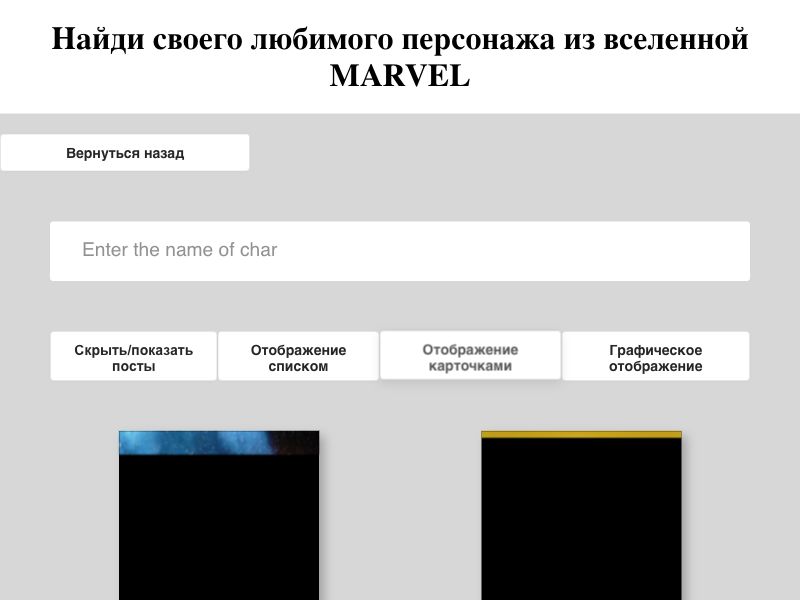 Найди своего любимого персонажа из вселенной
MARVEL
Вернуться назад
Enter the name of char
Скрыть/показать
посты
Отображение
списком
Отображение
карточками
Графическое
отображение